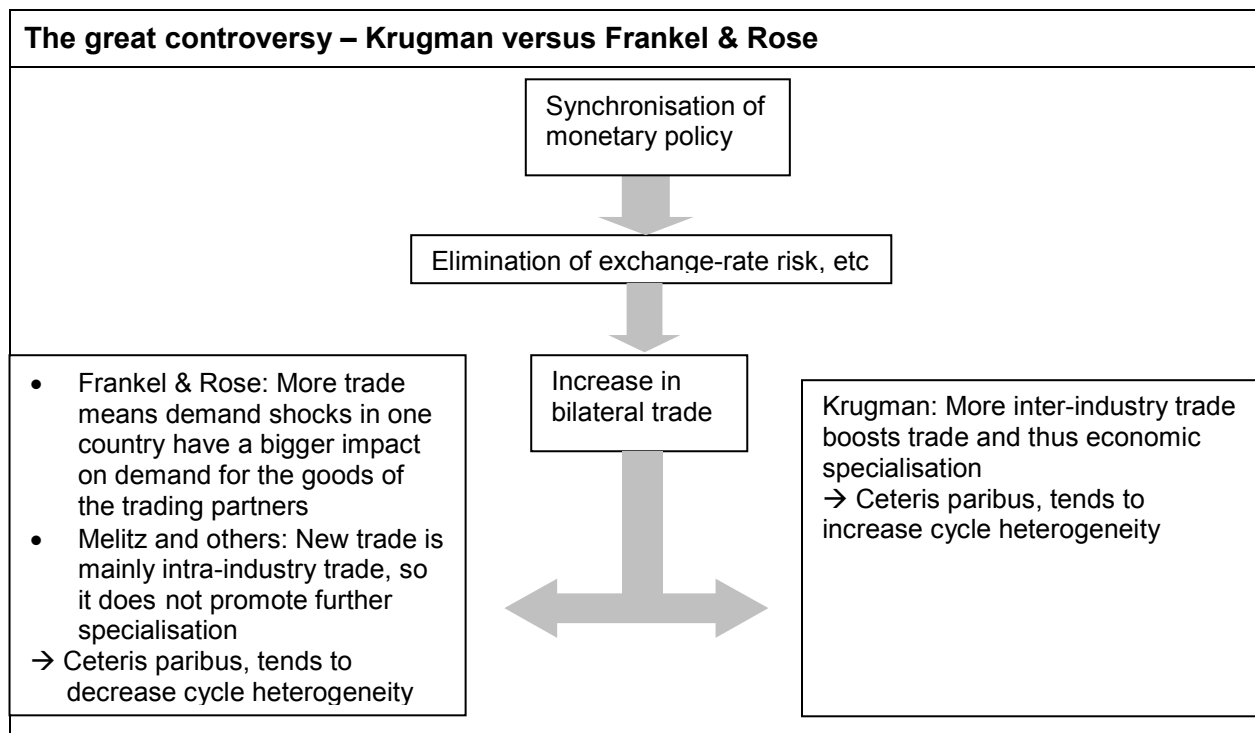 The great controversy – Krugman versus Frankel & Rose
Synchronisation of
monetary policy
Elimination of exchange-rate risk, etc
Increase in
bilateral trade
• Frankel & Rose: More trade
means demand shocks in one
country have a bigger impact
on demand for the goods of
the trading partners
• Melitz and others: New trade is
mainly intra-industry trade, so
it does not promote further
specialisation
→ Ceteris paribus, tends to
decrease cycle heterogeneity
Krugman: More inter-industry trade
boosts trade and thus economic
specialisation
→ Ceteris paribus, tends to
increase cycle heterogeneity